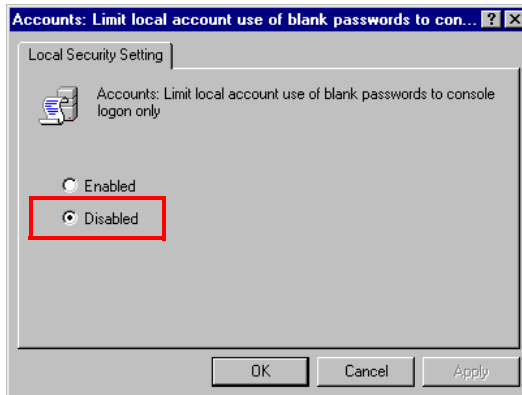 Accounts: Limit local account use of blank passwords to con...
Local Security Setting
Accounts: Limit local account use of blank passwords to console
logon only
Enabled
Disabled
OK
Cancel
Apply